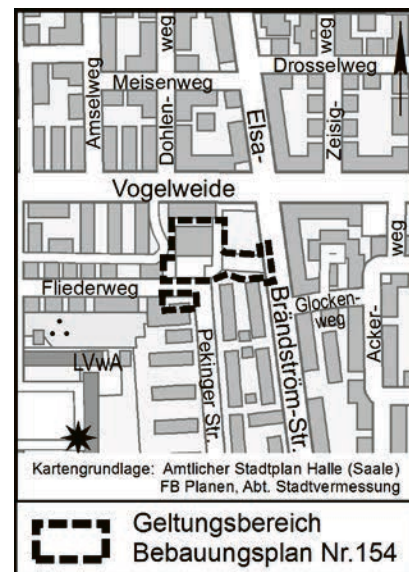 weg
weg
Drosselweg
Meisenweg
Amselweg
Dohlen-
Elsa-
Zeisig-
Vogelweide
weg
Fliederweg
Glocken-
weg
Acker-
Brändström-Str.
Pekinger Str.
LVwA
Kartengrundlage: Amtlicher Stadtplan Halle (Saale)
FB Planen, Abt. Stadtvermessung
Geltungsbereich
Bebauungsplan Nr.154